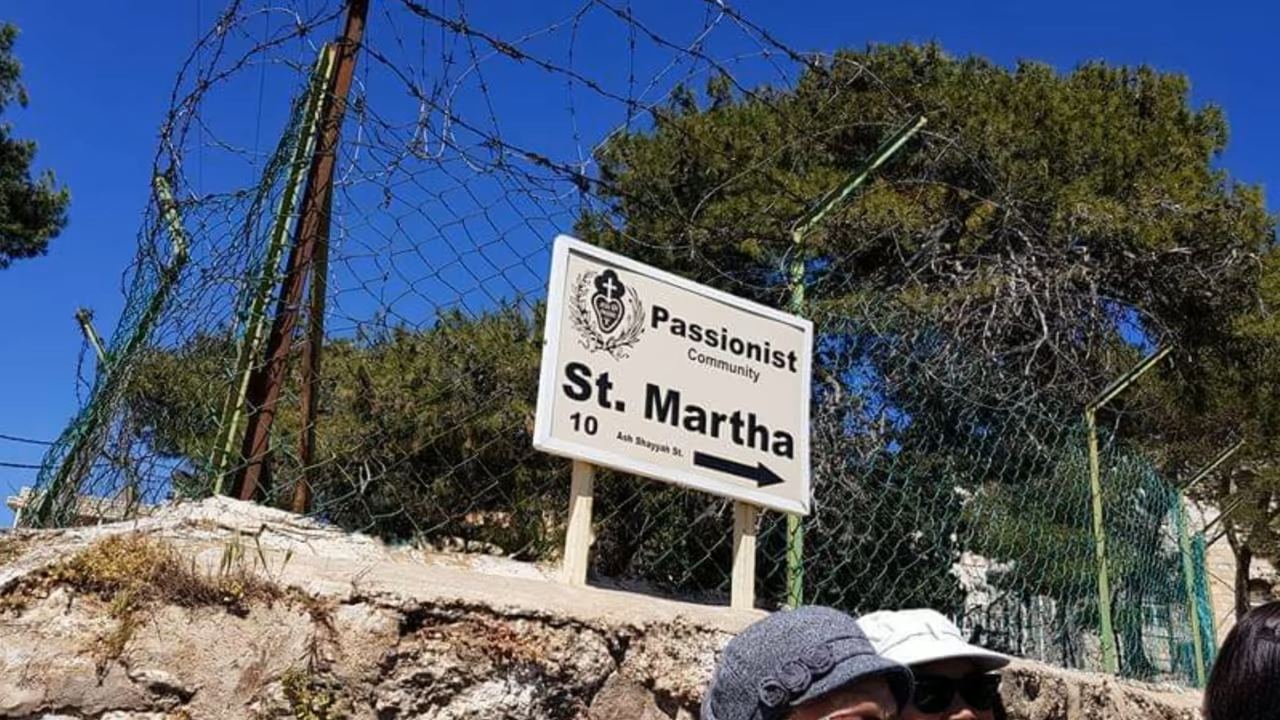 Passionist
Community
St. Martha
10 Ash Shayyah St.